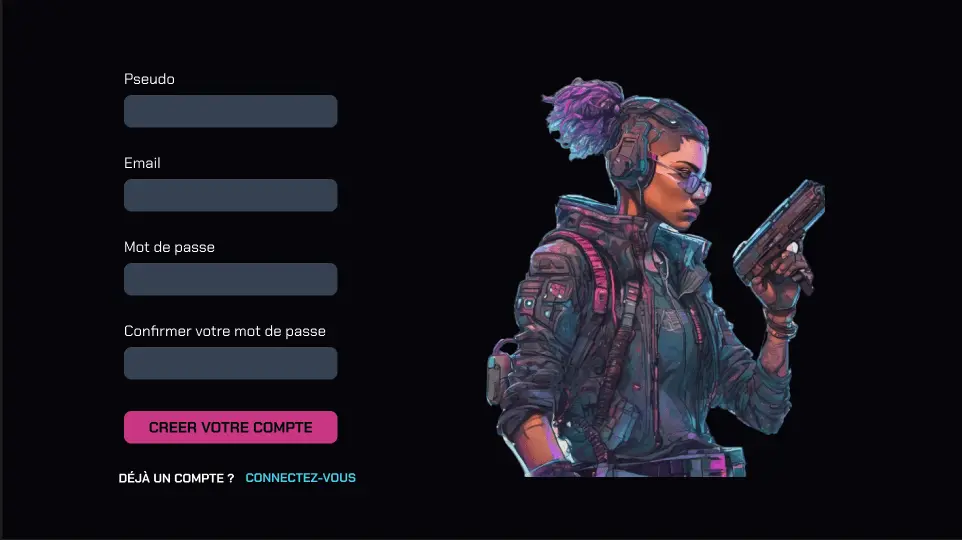 Pseudo
Email
Mot de passe
Confirmer votre mot de passe
CREER VOTRE COMPTE
DÉJÀ UN COMPTE ? CONNECTEZ-VOUS